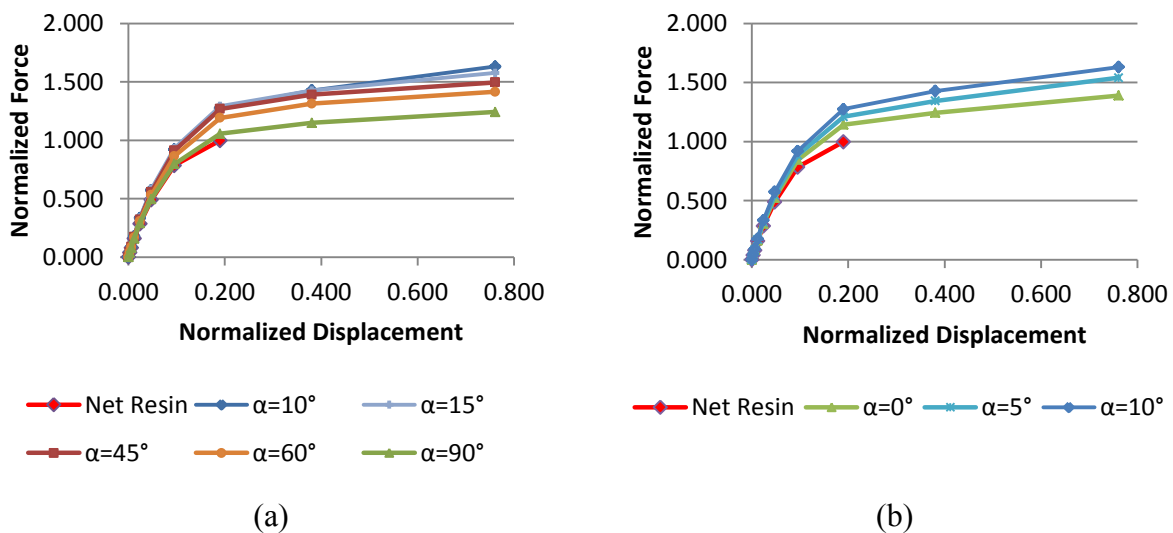 2.000
1.500
1.000
0.500
0.000
Normalized Force
0.000 0.200 0.400 0.600 0.800
Normalized Displacement
Net Resin α=10° α=15°
α=45° α=60° α=90°
(a)
2.000
1.500
1.000
0.500
0.000
Normalized Force
0.000 0.200 0.400 0.600 0.800
Normalized Displacement
Net Resin α=0° α=5° α=10°
(b)